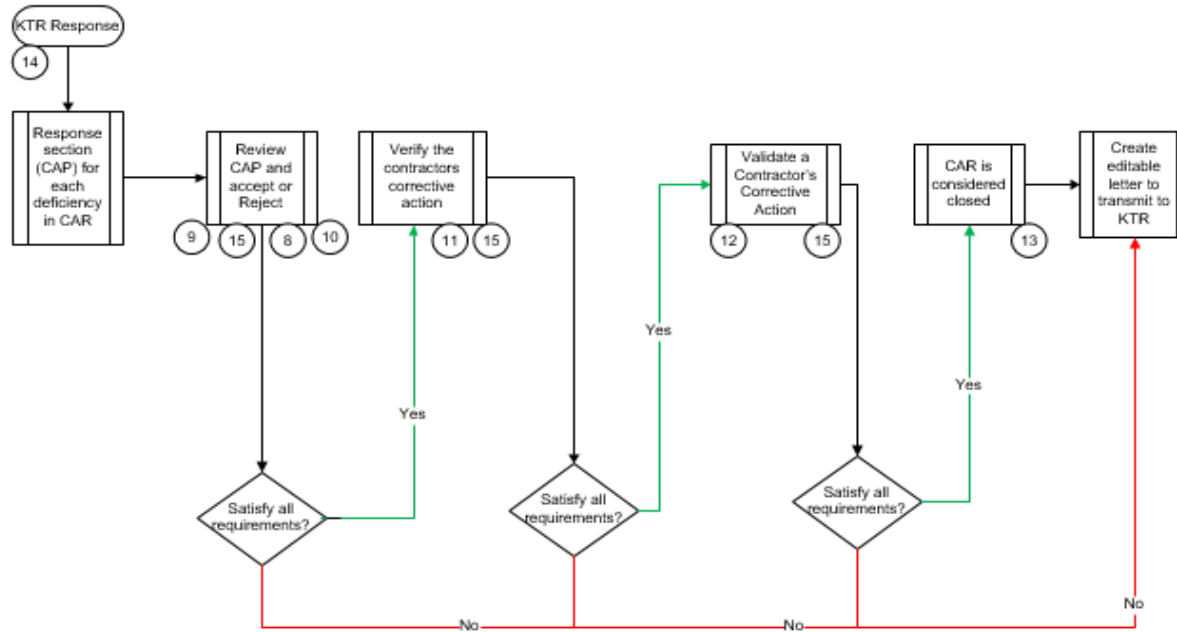 KTR Response
14
Response
section
(CAP) for
each
deficiency
in CAR
Review
CAP and
accept or
Reject
9
15
8
10
Verify the
contractors
corrective
action
11
15
Validate a
Contractor's
Corrective
Action
12
15
CAR is
considered
closed
13
Create
editable
letter to
transmit to
KTR
Yes
Yes
Yes
Satisfy all
requirements?
Satisfy all
requirements?
Satisfy all
requirements?
No
No
No